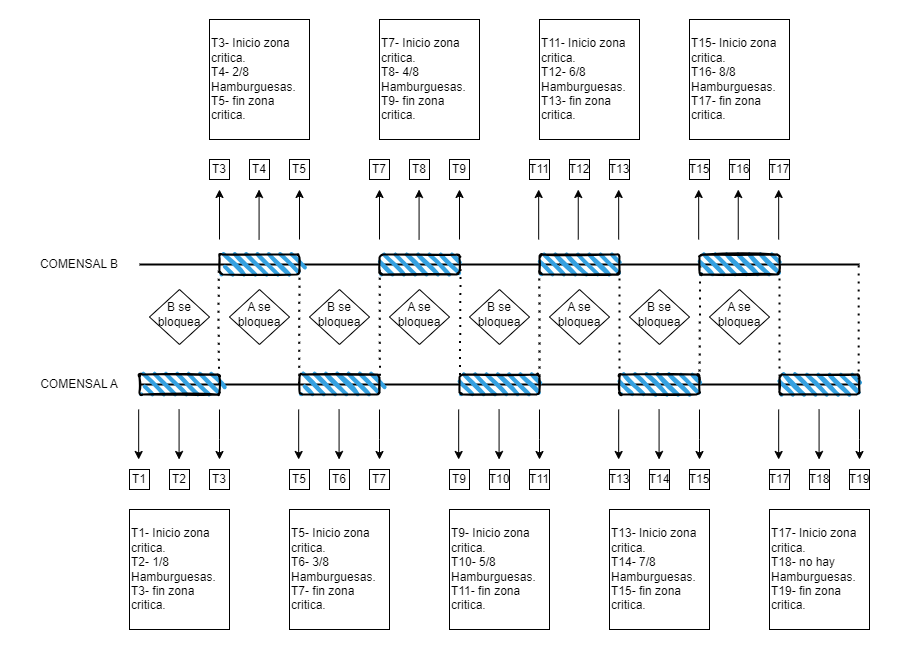 T3- Inicio zona
critica.
T4- 2/8
Hamburguesas.
T5- fin zona
critica.
T7- Inicio zona
critica.
T8- 4/8
Hamburguesas.
T9- fin zona
critica.
T11- Inicio zona
critica.
T12- 6/8
Hamburguesas.
T13- fin zona
critica.
T15- Inicio zona
critica.
T16- 8/8
Hamburguesas.
T17- fin zona
critica.
T3
T4
T5
T7
T8
T9
T11
T12
T13
T15
T16
T17
COMENSAL B
B se
bloquea
A se
bloquea
B se
bloquea
A se
bloquea
B se
bloquea
A se
bloquea
B se
bloquea
A se
bloquea
COMENSAL A
T1
T2
T3
T5
T6
T7
T9
T10
T11
T13
T14
T15
T17
T18
T19
T1- Inicio zona
critica.
T2- 1/8
Hamburguesas.
T3- fin zona
critica.
T5- Inicio zona
critica.
T6- 3/8
Hamburguesas.
T7- fin zona
critica.
T9- Inicio zona
critica.
T10- 5/8
Hamburguesas.
T11- fin zona
critica.
T13- Inicio zona
critica.
T14- 7/8
Hamburguesas.
T15- fin zona
critica.
T17- Inicio zona
critica.
T18- no hay
Hamburguesas.
T19- fin zona
critica.